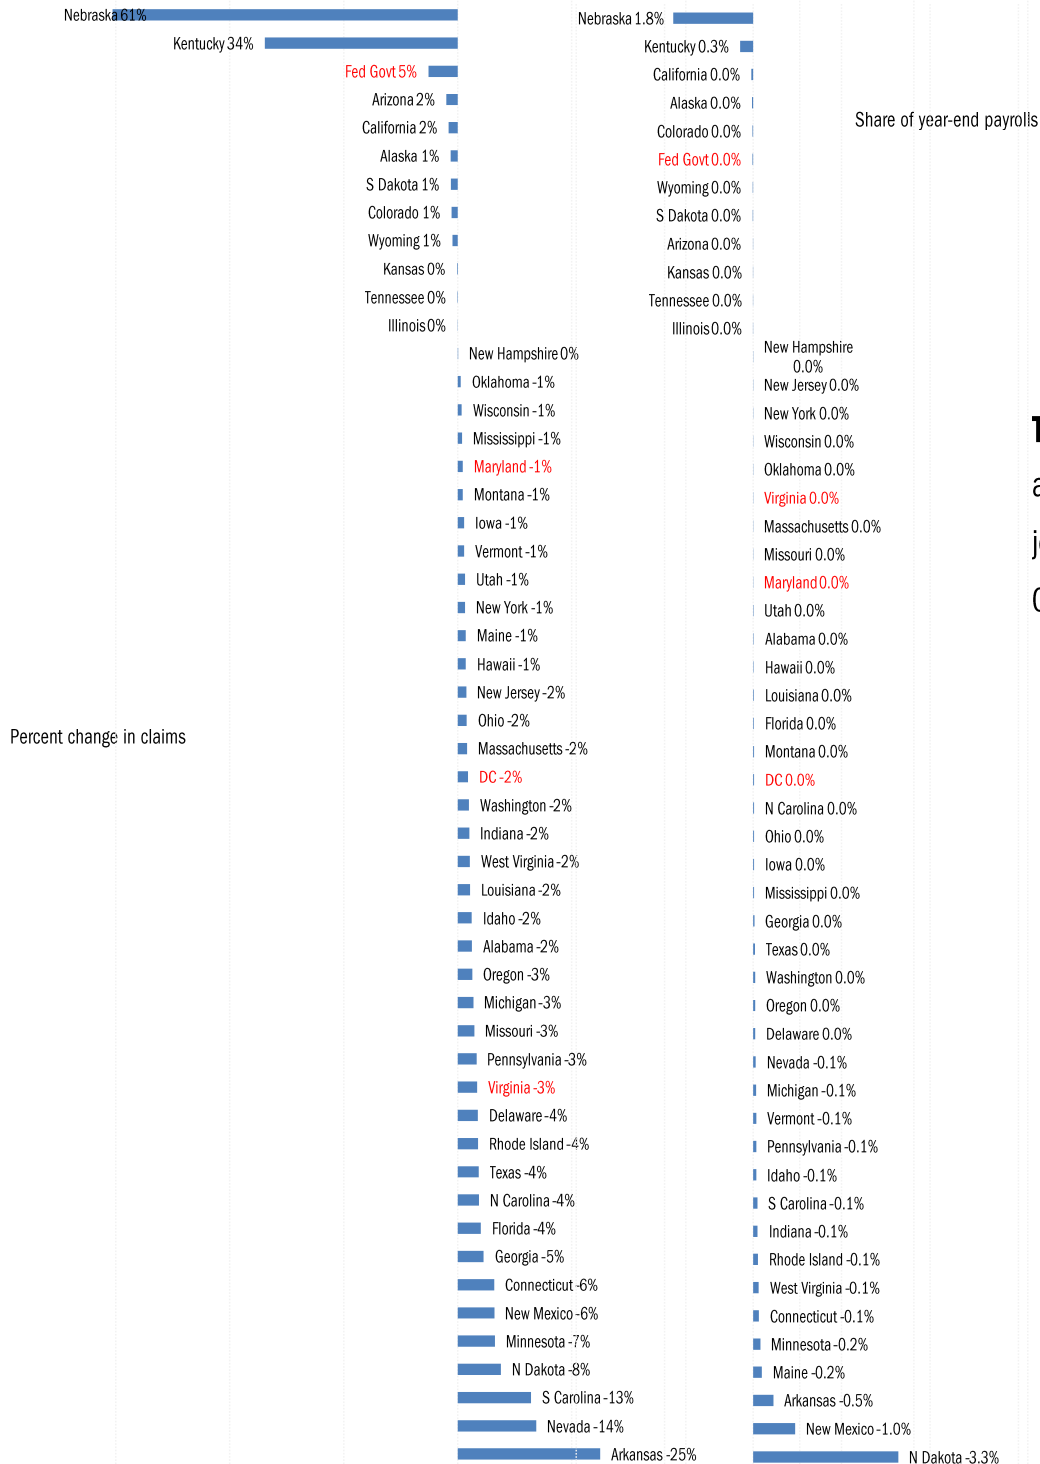 Nebraska 61%
Kentucky 34%
Fed Govt 5%
Arizona 2%
California 2%
Alaska 1%
S Dakota 1%
Colorado 1%
Wyoming 1%
Kansas 0%
Tennessee 0%
Illinois 0%
New Hampshire 0%
Oklahoma -1%
Wisconsin -1%
Mississippi -1%
Maryland -1%
Montana -1%
Iowa -1%
Vermont -1%
Utah -1%
New York -1%
Maine -1%
Hawaii -1%
New Jersey -2%
Ohio -2%
Massachusetts -2%
DC -2%
Washington -2%
Indiana -2%
West Virginia -2%
Louisiana -2%
Idaho -2%
Alabama -2%
Oregon -3%
Michigan -3%
Missouri -3%
Pennsylvania -3%
Virginia -3%
Delaware -4%
Rhode Island -4%
Texas -4%
N Carolina -4%
Florida -4%
Georgia -5%
Connecticut -6%
New Mexico -6%
Minnesota -7%
N Dakota -8%
S Carolina -13%
Nevada -14%
Arkansas -25%
Percent change in claims
Nebraska 1.8%
Kentucky 0.3%
California 0.0%
Alaska 0.0%
Colorado 0.0%
Fed Govt 0.0%
Wyoming 0.0%
S Dakota 0.0%
Arizona 0.0%
Kansas 0.0%
Tennessee 0.0%
Illinois 0.0%
New Hampshire
0.0%
New Jersey 0.0%
New York 0.0%
Wisconsin 0.0%
Oklahoma 0.0%
Virginia 0.0%
Massachusetts 0.0%
Missouri 0.0%
Maryland 0.0%
Utah 0.0%
Alabama 0.0%
Hawaii 0.0%
Louisiana 0.0%
Florida 0.0%
Montana 0.0%
DC 0.0%
N Carolina 0.0%
Ohio 0.0%
Iowa 0.0%
Mississippi 0.0%
Georgia 0.0%
Texas 0.0%
Washington 0.0%
Oregon 0.0%
Delaware 0.0%
Nevada -0.1%
Michigan -0.1%
Vermont -0.1%
Pennsylvania -0.1%
Idaho -0.1%
S Carolina -0.1%
Indiana -0.1%
Rhode Island -0.1%
West Virginia -0.1%
Connecticut -0.1%
Minnesota -0.2%
Maine -0.2%
Arkansas -0.5%
New Mexico -1.0%
N Dakota -3.3%
Share of year-end payrolls